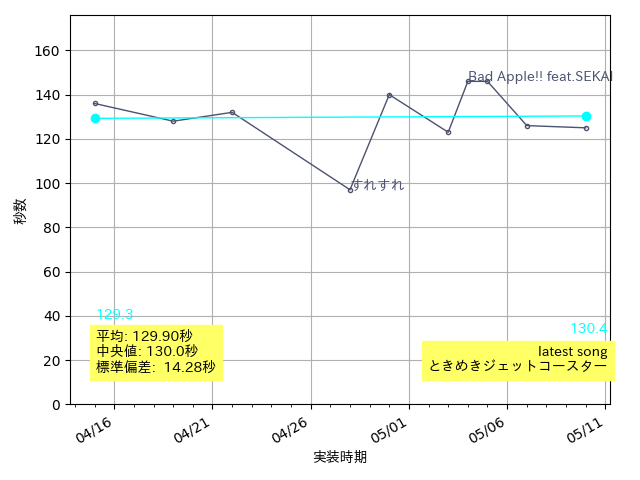 160
140
120
100
80
60
40
20
0
秒数
Bad Apple!! feat.SEKAI
すれすれ
129.3
130.4
平均: 129.90秒
中央値: 130.0秒
標準偏差: 14.28秒
latest song
ときめきジェットコースター
04/16
04/21
04/26
05/01
05/06
05/11
実装時期